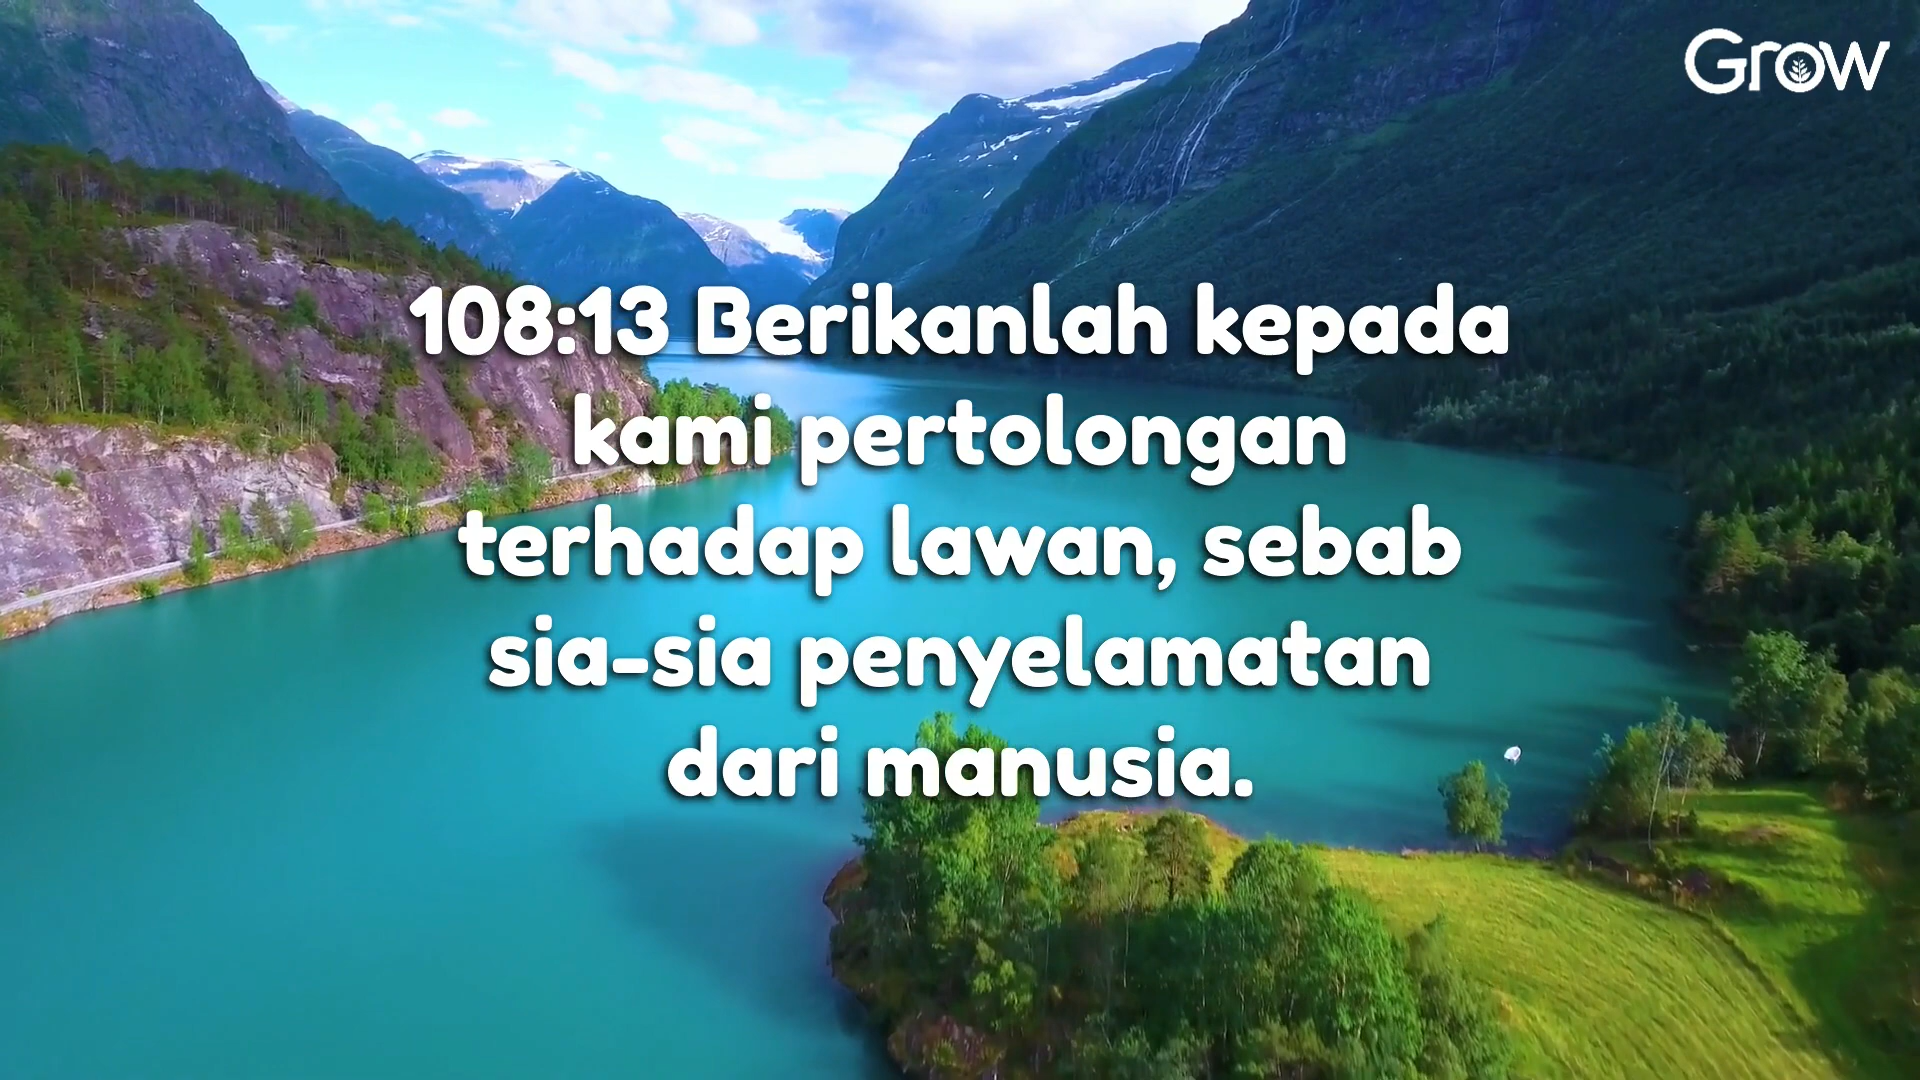 Grow
108:13 Berikanlah kepada
kami pertolongan
terhadap lawan, sebab
sia-sia penyelamatan
dari manusia.